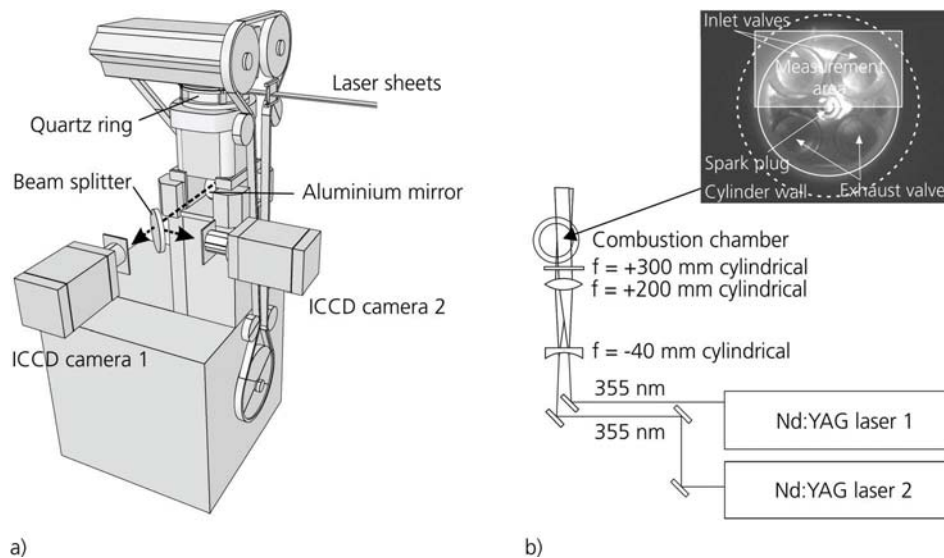 Laser sheets
Quartz ring
Beam splitter
Aluminium mirror
ICCD camera 2
ICCD camera 1
a)
Inlet valves
Measurement
area
Spark plug
Cylinder wall
Exhaust valve
Combustion chamber
f = +300 mm cylindrical
f = +200 mm cylindrical
f = -40 mm cylindrical
355 nm
355 nm
Nd:YAG laser 1
Nd:YAG laser 2
b)